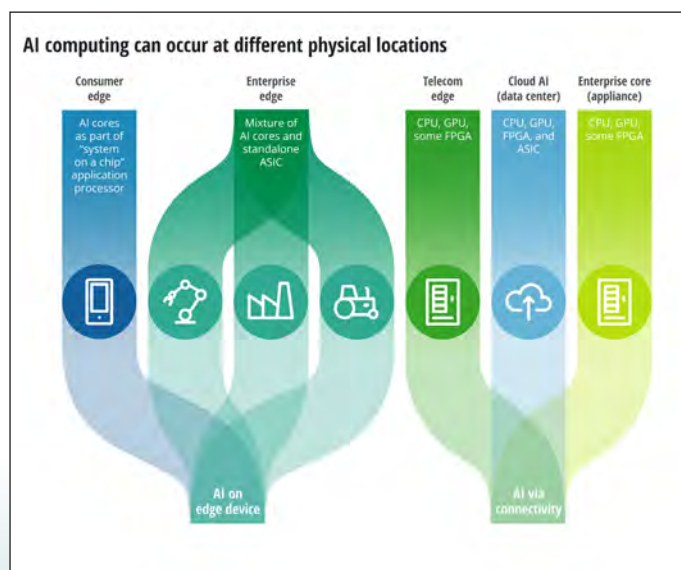 AI computing can occur at different physical locations
Consumer
edge
AI cores
as part of
"system
on a chip"
application
processor
Enterprise
edge
Mixture of
AI cores and
standalone
ASIC
Telecom
edge
CPU, GPU,
some FPGA
Cloud AI
(data center)
CPU, GPU,
FPGA, and
ASIC
Enterprise core
(appliance)
CPU, GPU,
some FPGA
AI on
edge device
AI via
connectivity